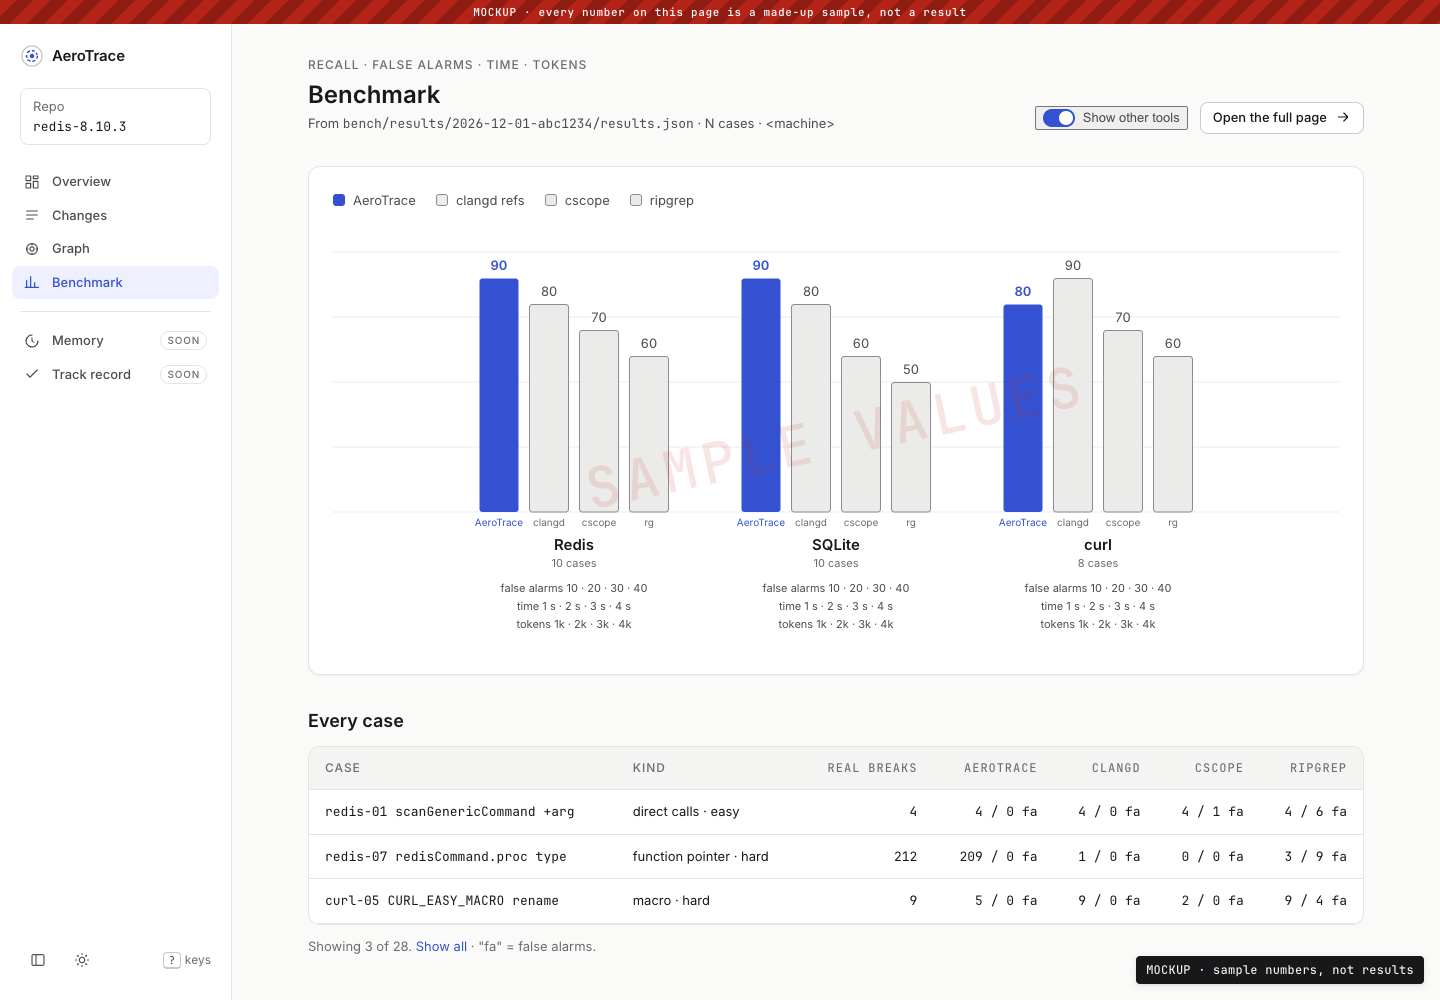 MOCKUP · every number on this page is a made-up sample, not a result
AeroTrace
Repo
redis-8.10.3
Overview
Changes
Graph
Benchmark
Memory SOON
Track record SOON
? keys
RECALL · FALSE ALARMS · TIME · TOKENS
Benchmark
From bench/results/2026-12-01-abc1234/results.json · N cases · <machine>
Show other tools
Open the full page
AeroTrace clangd refs cscope ripgrep
90 80 70 60
90 80 60 50
80 90 70 60
SAMPLE VALUES
AeroTrace clangd cscope rg
AeroTrace clangd cscope rg
AeroTrace clangd cscope rg
Redis
10 cases
false alarms 10 · 20 · 30 · 40
time 1 s · 2 s · 3 s · 4 s
tokens 1k · 2k · 3k · 4k
SQLite
10 cases
false alarms 10 · 20 · 30 · 40
time 1 s · 2 s · 3 s · 4 s
tokens 1k · 2k · 3k · 4k
curl
8 cases
false alarms 10 · 20 · 30 · 40
time 1 s · 2 s · 3 s · 4 s
tokens 1k · 2k · 3k · 4k
Every case
CASE KIND REAL BREAKS AEROTRACE CLANGD CSCOPE RIPGREP
redis-01 scanGenericCommand +arg direct calls · easy 4 4 / 0 fa 4 / 0 fa 4 / 1 fa 4 / 6 fa
redis-07 redisCommand.proc type function pointer · hard 212 209 / 0 fa 1 / 0 fa 0 / 0 fa 3 / 9 fa
curl-05 CURL_EASY_MACRO rename macro · hard 9 5 / 0 fa 9 / 0 fa 2 / 0 fa 9 / 4 fa
Showing 3 of 28. Show all · "fa" = false alarms.
MOCKUP · sample numbers, not results